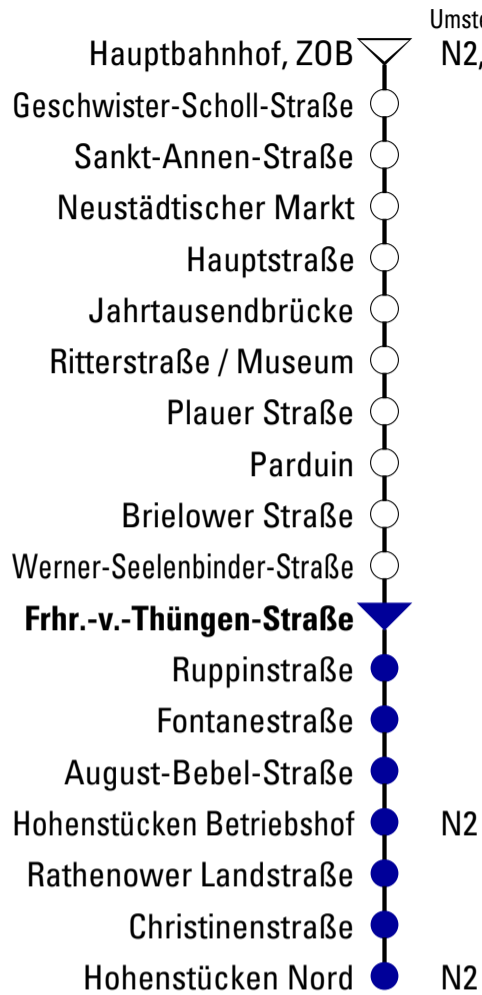 Umste
Hauptbahnhof, ZOB N2,
Geschwister-Scholl-Straße
Sankt-Annen-Straße
Neustädtischer Markt
Hauptstraße
Jahrtausendbrücke
Ritterstraße / Museum
Plauer Straße
Parduin
Brielower Straße
Werner-Seelenbinder-Straße
Frhr.-v.-Thüngen-Straße
Ruppinstraße
Fontanestraße
August-Bebel-Straße
Hohenstücken Betriebshof N2
Rathenower Landstraße
Christinenstraße
Hohenstücken Nord N2